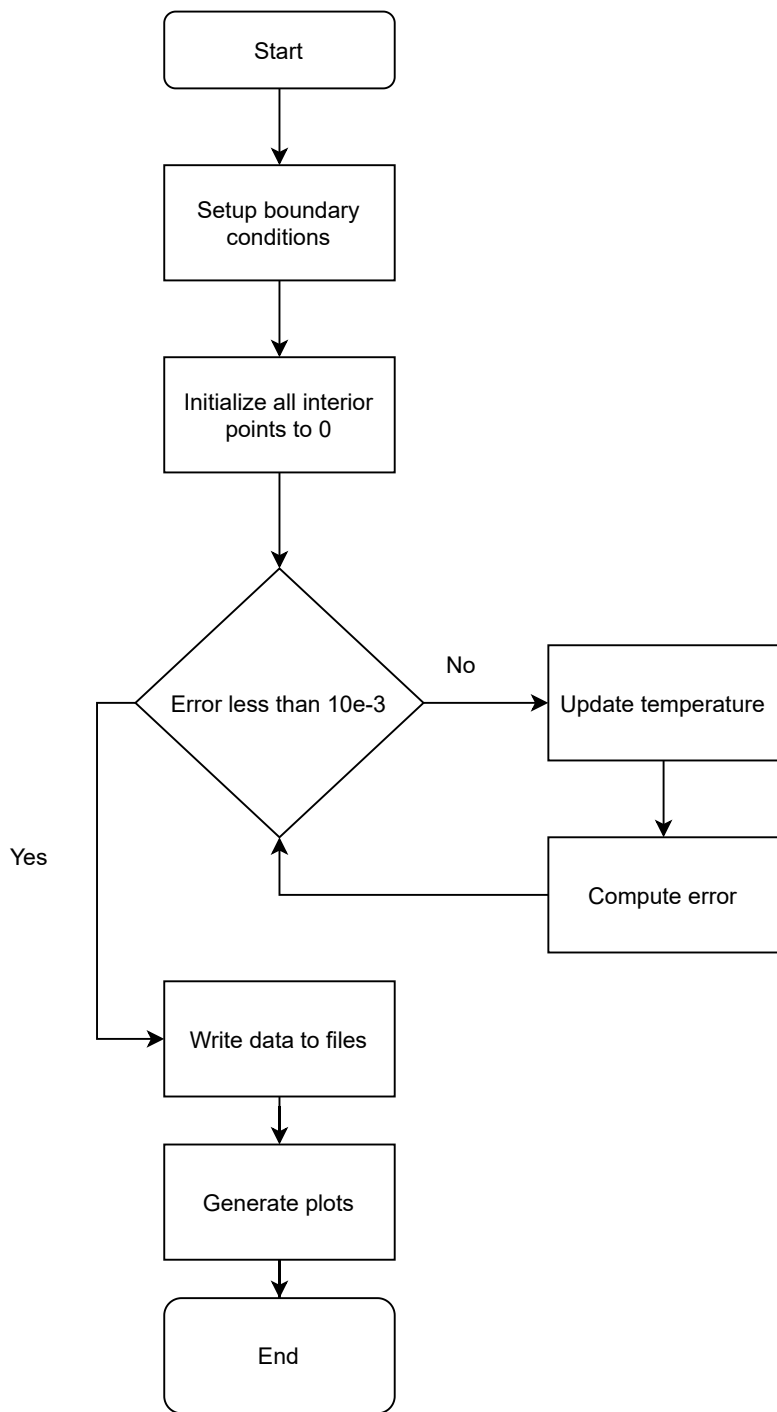 Start
Setup boundary
conditions
Initialize all interior
points to 0
Error less than 10e-3
No
Update temperature
Yes
Compute error
Write data to files
Generate plots
End